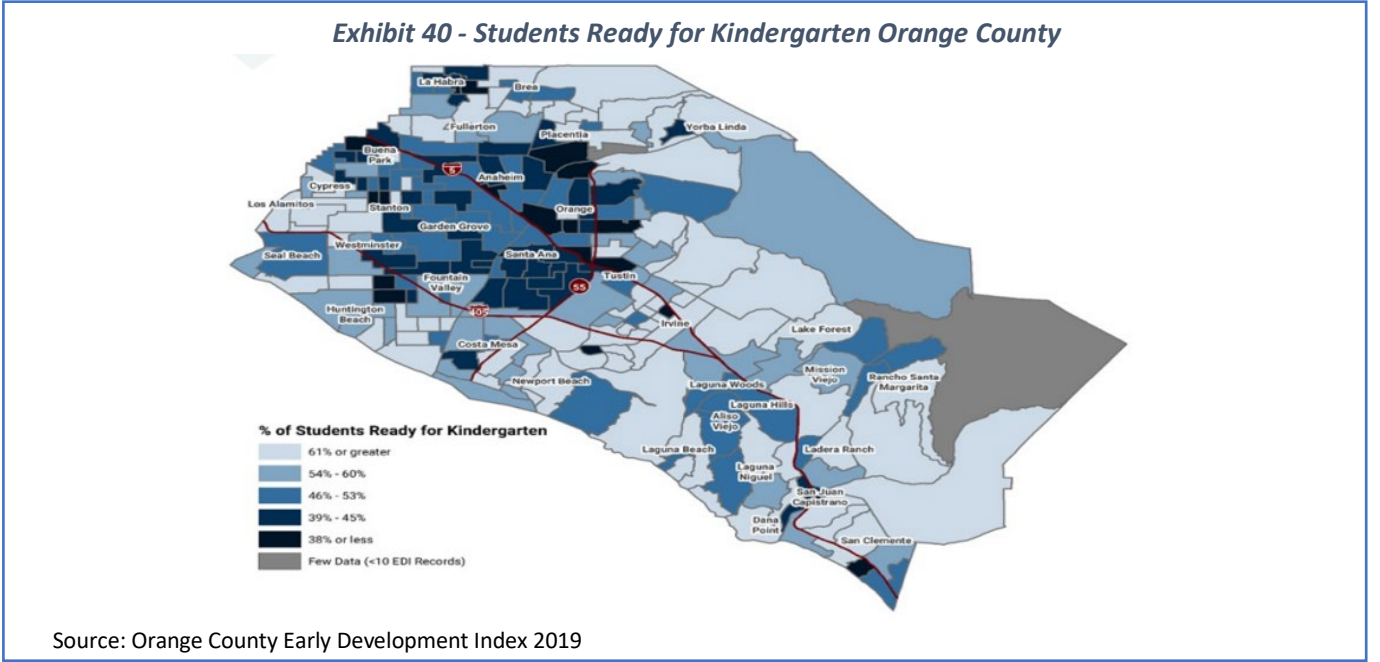 Exhibit 40 - Students Ready for Kindergarten Orange County
La Habra
Brea
Fullerton
Placentia
Yorba Linda
Buena
Park
5
Anaheim
Cypress
Los Alamitos
Stanton
Orange
Garden Grove
Westminster
Seal Beach
Santa Ana
Fountain
Valley
Tustin
55
Huntington
Beach
405
Irvine
Lake Forest
Costa Mesa
Mission
Viejo
Rancho Santa
Margarita
Newport Beach
Laguna Woods
Laguna Hills
Aliso
Viejo
Laguna Beach
Ladera Ranch
Laguna
Niguel
San Juan
Capistrano
Dana
Point
San Clemente
% of Students Ready for Kindergarten
61% or greater
54% - 60%
46% - 53%
39% - 45%
38% or less
Few Data (<10 EDI Records)
Source: Orange County Early Development Index 2019